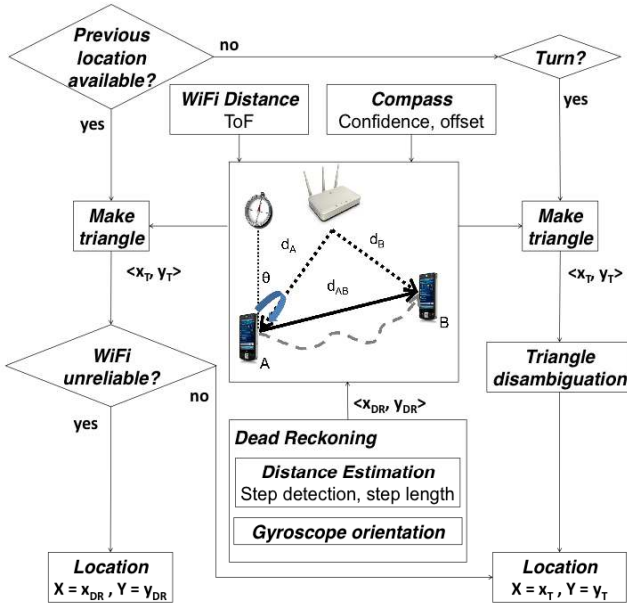 Previous
location
available?
no
Turn?
yes
yes
WiFi Distance
ToF
Compass
Confidence, offset
Make
triangle
Make
triangle
d_A
d_B
θ
d_AB
A
B
<x_T, y_T>
<x_T, y_T>
WiFi
unreliable?
no
yes
Triangle
disambiguation
<x_DR, y_DR>
Dead Reckoning
Distance Estimation
Step detection, step length
Gyroscope orientation
Location
X = x_DR , Y = y_DR
Location
X = x_T , Y = y_T